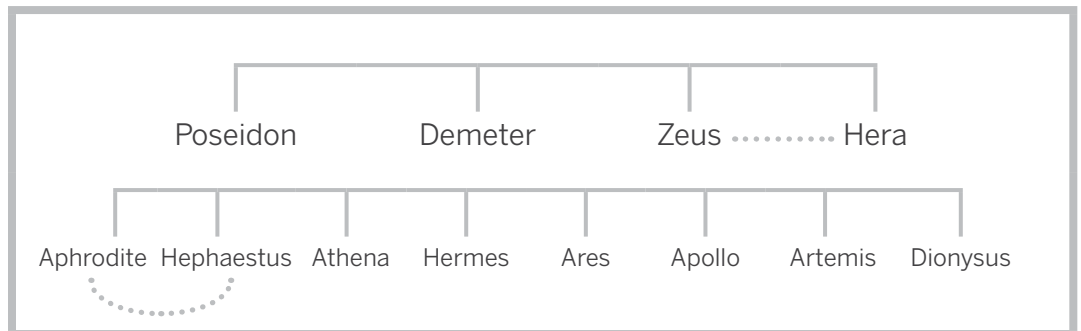 Poseidon Demeter Zeus Hera
Aphrodite Hephaestus Athena Hermes Ares Apollo Artemis Dionysus